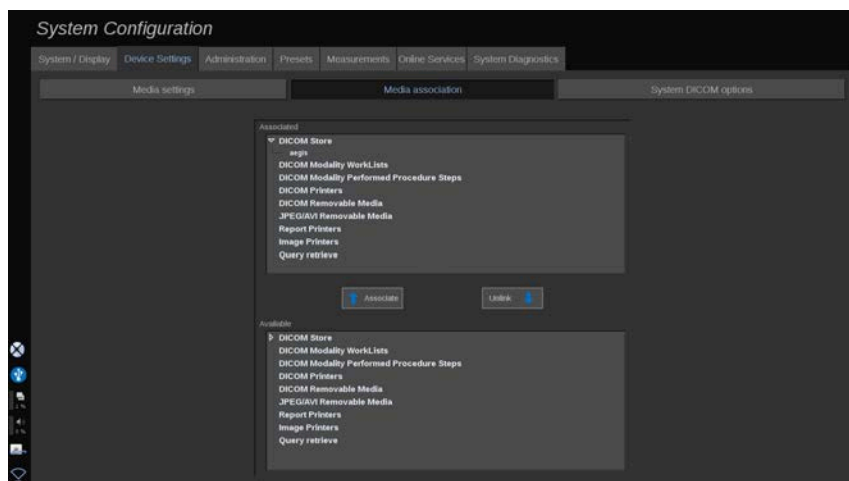 System Configuration
System / Display Device Settings Administration Presets Measurements Online Services System Diagnostics
Media settings Media association System DICOM options
Associated
DICOM Store
aegis
DICOM Modality WorkLists
DICOM Modality Performed Procedure Steps
DICOM Printers
DICOM Removable Media
JPEG/AVI Removable Media
Report Printers
Image Printers
Query retrieve
Associate Unlink
Available
DICOM Store
DICOM Modality WorkLists
DICOM Modality Performed Procedure Steps
DICOM Printers
DICOM Removable Media
JPEG/AVI Removable Media
Report Printers
Image Printers
Query retrieve